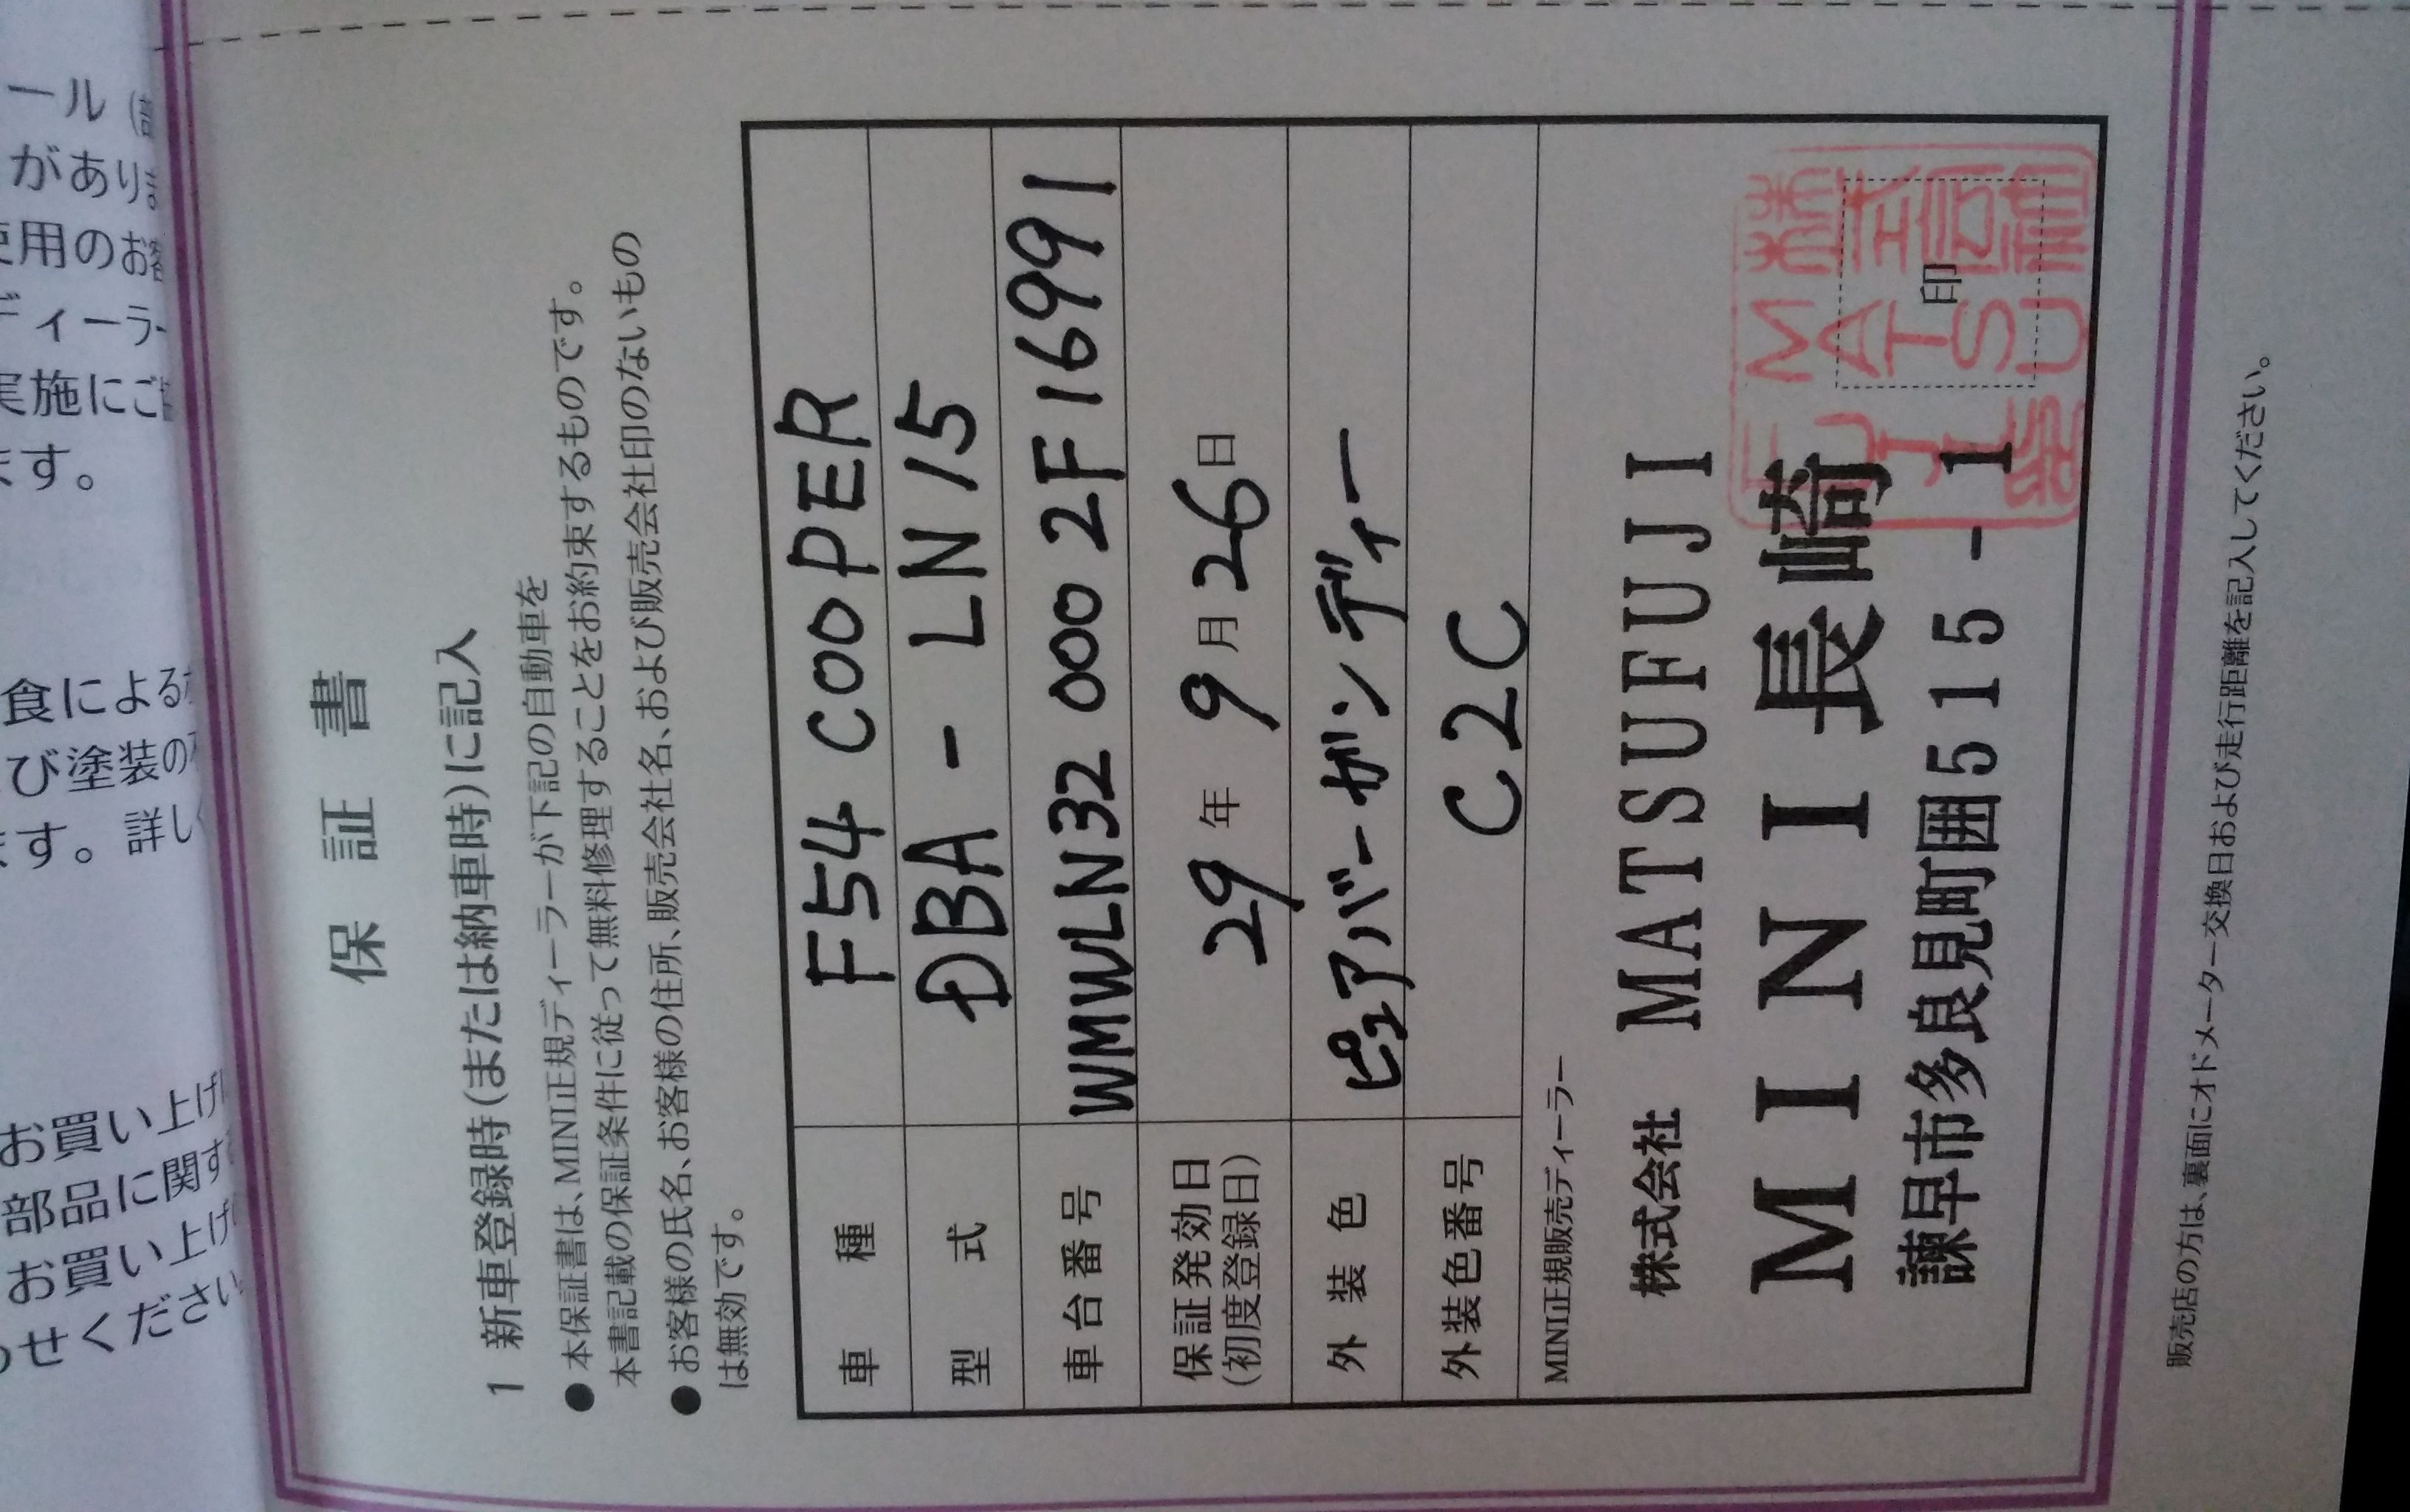 ール
があり
使用のお客
ディーラー
実施にご
ます。
食による
び塗装の
ます。詳し
お買い上げ
部品に関す
お買い上げ
わせください
保 証 書
1 新車登録時(または納車時)に記入
● 本保証書は、MINI正規ディーラーが下記の自動車を
本書記載の保証条件に従って無料修理することをお約束するものです。
● お客様の氏名、お客様の住所、販売会社名、および販売会社印のないもの
は無効です。
車 種 F54 COOPER
型 式 DBA - LN15
車台番号 WMWLN32 000 2F16991
保証発効日 29年 9月26日
(初度登録日)
外 装 色 ピュアバーガンディー
外装色番号 C2C
MINI正規販売ディーラー
株式会社 MATSUFUJI
MINI長崎
諫早市多良見町囲515-1
印
株式会社
MATSU
FUJI
販売店の方は、裏面にオドメーター交換日および走行距離を記入してください。